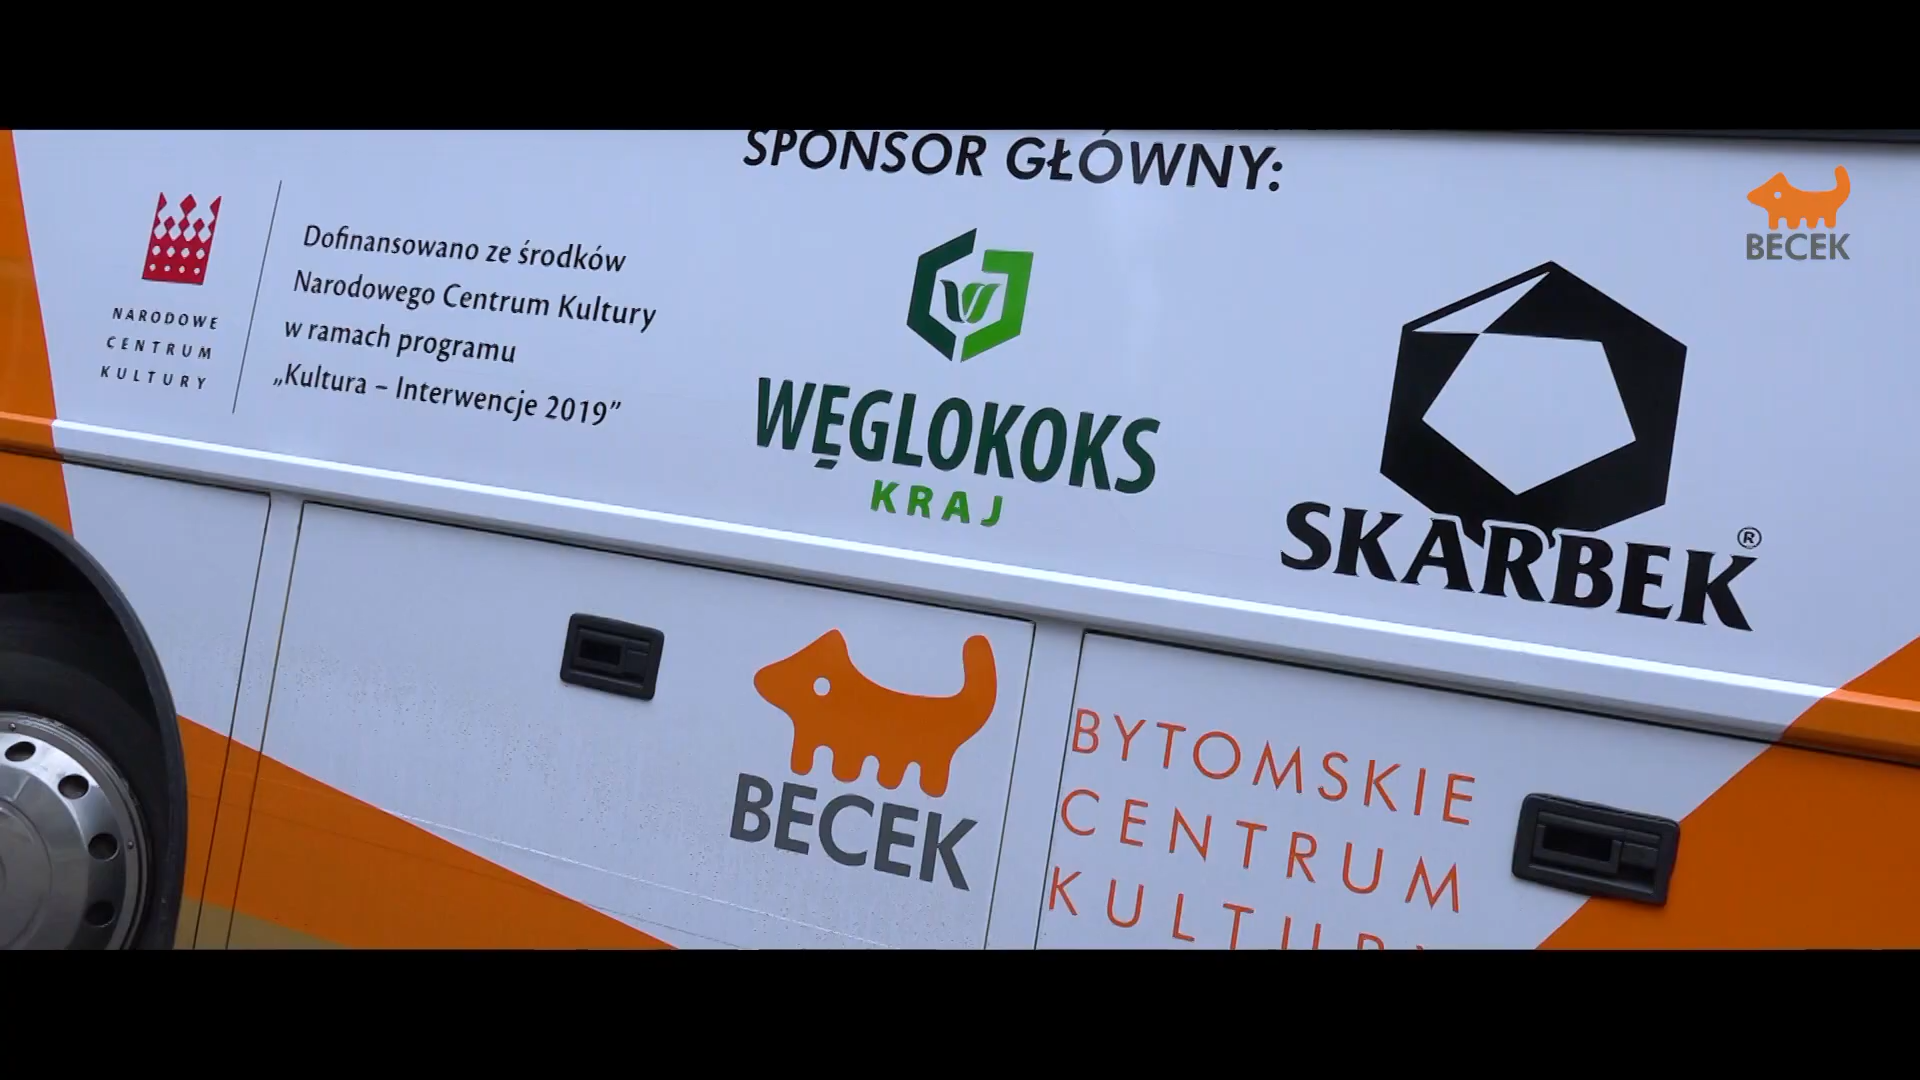 SPONSOR GŁÓWNY:
NARODOWE
CENTRUM
KULTURY
Dofinansowano ze środków
Narodowego Centrum Kultury
w ramach programu
„Kultura – Interwencje 2019”
WĘGLOKOKS
KRAJ
SKARBEK®
BECEK
BECEK
BYTOMSKIE
CENTRUM
KULTURY